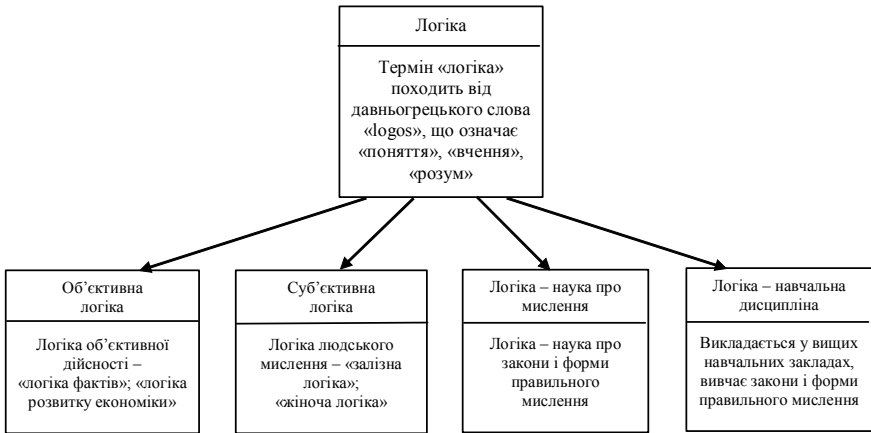 Логіка
Термін «логіка»
походить від
давньогрецького слова
«logos», що означає
«поняття», «вчення»,
«розум»
Об’єктивна
логіка
Логіка об’єктивної
дійсності –
«логіка фактів»; «логіка
розвитку економіки»
Суб’єктивна
логіка
Логіка людського
мислення – «залізна
логіка»;
«жіноча логіка»
Логіка – наука про
мислення
Логіка – наука про
закони і форми
правильного
мислення
Логіка – навчальна
дисципліна
Викладається у вищих
навчальних закладах,
вивчає закони і форми
правильного мислення